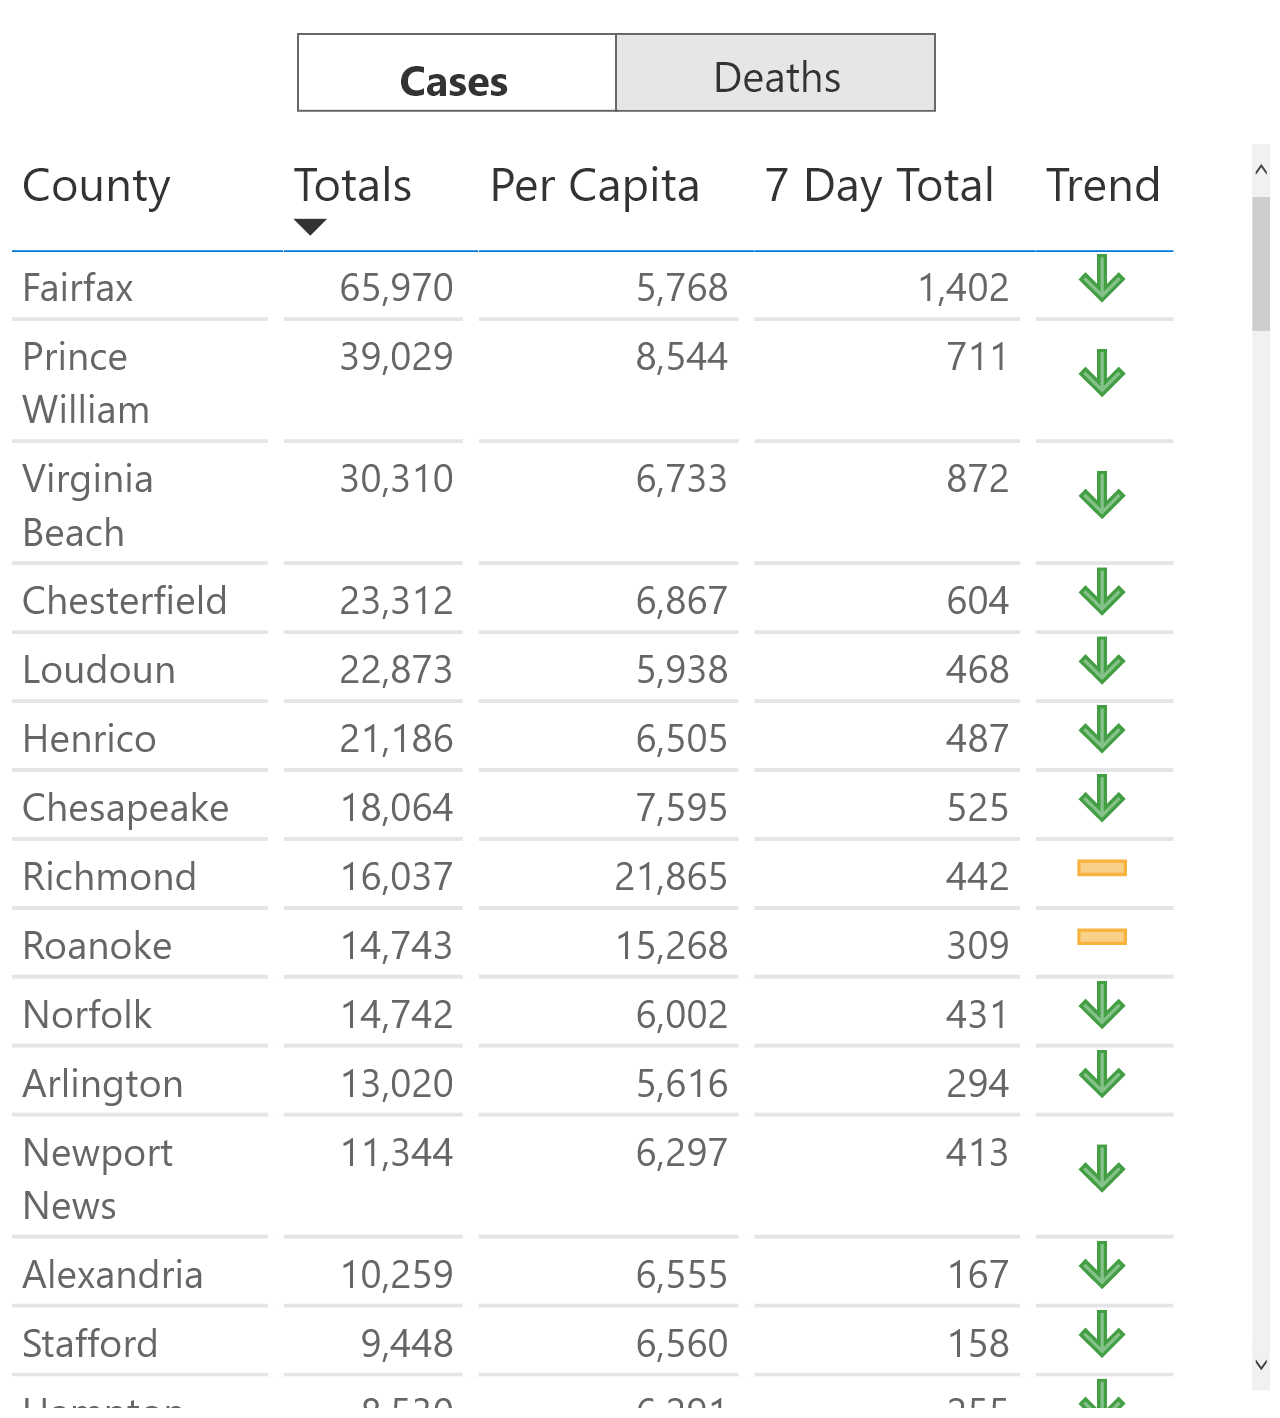 Cases Deaths
County Totals Per Capita 7 Day Total Trend
Fairfax 65,970 5,768 1,402
Prince 39,029 8,544 711
William
Virginia 30,310 6,733 872
Beach
Chesterfield 23,312 6,867 604
Loudoun 22,873 5,938 468
Henrico 21,186 6,505 487
Chesapeake 18,064 7,595 525
Richmond 16,037 21,865 442
Roanoke 14,743 15,268 309
Norfolk 14,742 6,002 431
Arlington 13,020 5,616 294
Newport 11,344 6,297 413
News
Alexandria 10,259 6,555 167
Stafford 9,448 6,560 158